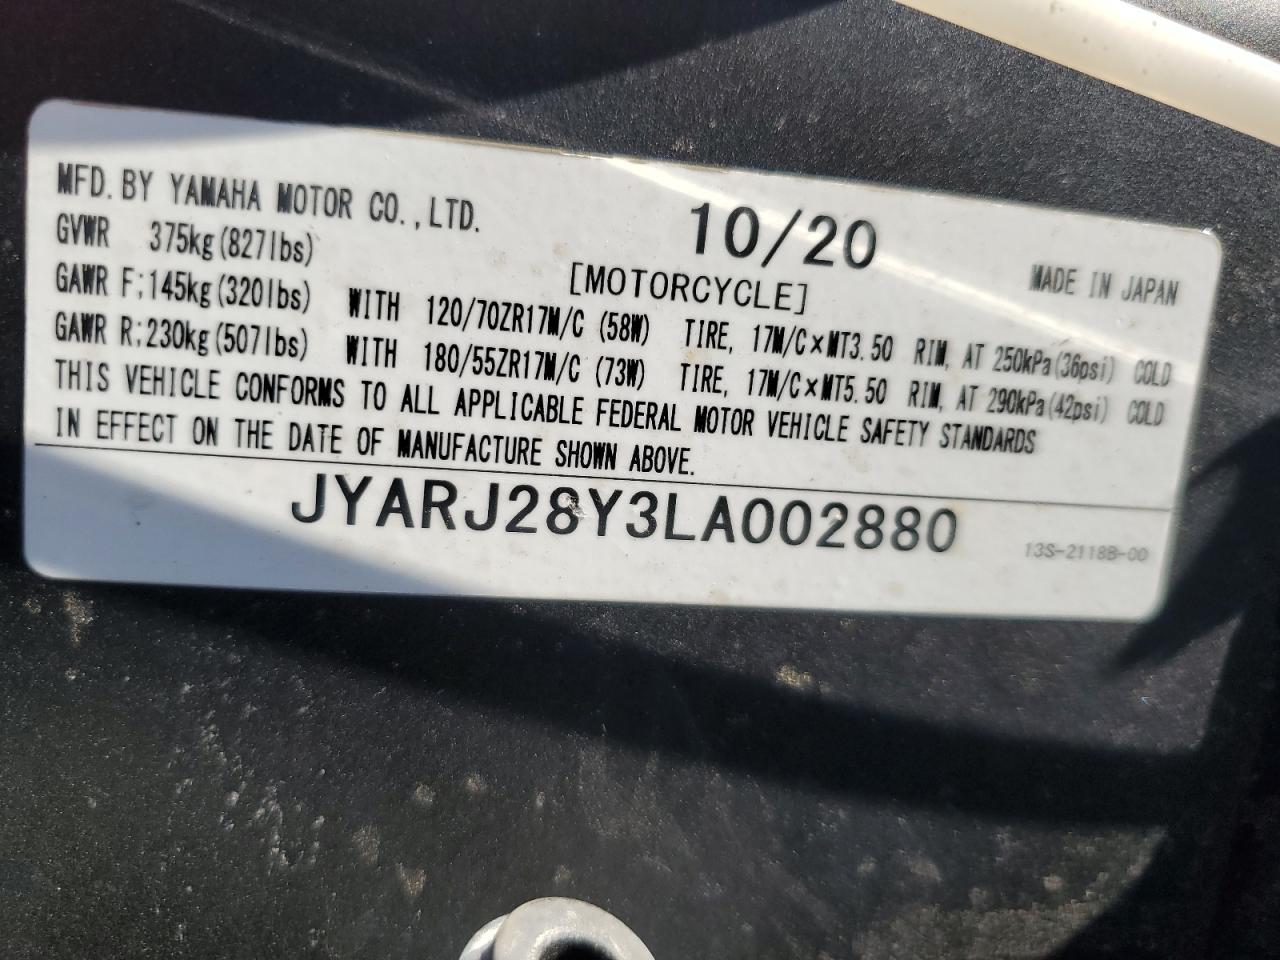 MFD. BY YAMAHA MOTOR CO., LTD. 10/20
GVWR 375kg(827lbs) [MOTORCYCLE] MADE IN JAPAN
GAWR F:145kg(320lbs) WITH 120/70ZR17M/C (58W) TIRE, 17M/C×MT3.50 RIM, AT 250kPa(36psi) COLD
GAWR R:230kg(507lbs) WITH 180/55ZR17M/C (73W) TIRE, 17M/C×MT5.50 RIM, AT 290kPa(42psi) COLD
THIS VEHICLE CONFORMS TO ALL APPLICABLE FEDERAL MOTOR VEHICLE SAFETY STANDARDS
IN EFFECT ON THE DATE OF MANUFACTURE SHOWN ABOVE.
JYARJ28Y3LA002880
13S-2118B-00